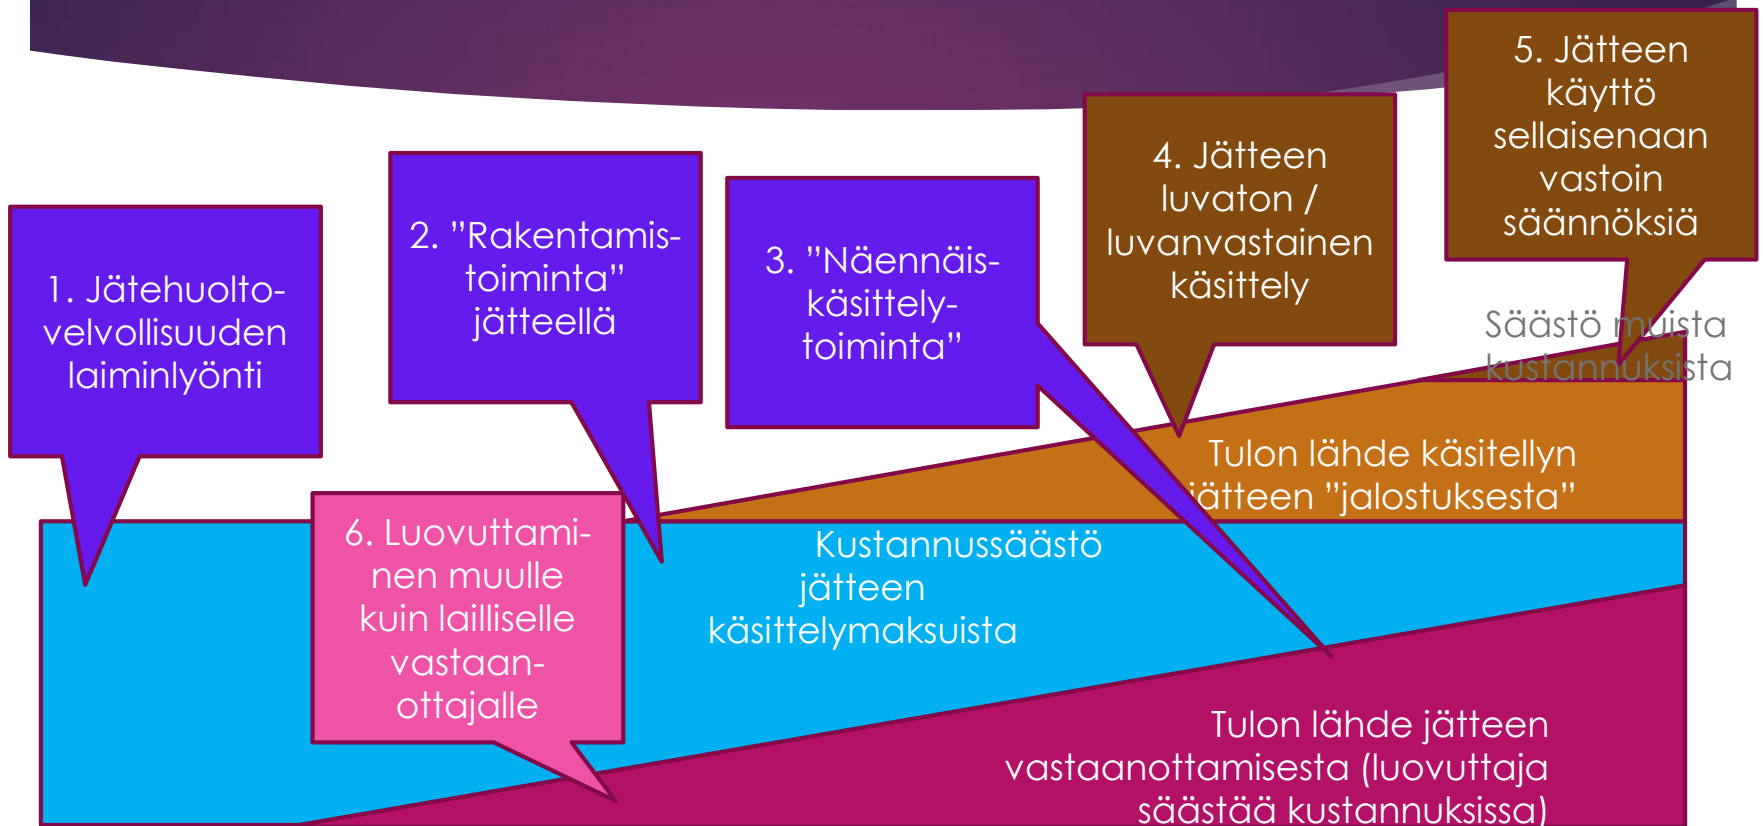 1. Jätehuolto-
velvollisuuden
laiminlyönti
2. ”Rakentamis-
toiminta”
jätteellä
3. ”Näennäis-
käsittely-
toiminta”
4. Jätteen
luvaton /
luvanvastainen
käsittely
5. Jätteen
käyttö
sellaisenaan
vastoin
säännöksiä
Säästö muista
kustannuksista
Tulon lähde käsitellyn
jätteen ”jalostuksesta”
6. Luovuttami-
nen muulle
kuin lailliselle
vastaan-
ottajalle
Kustannussäästö
jätteen
käsittelymaksuista
Tulon lähde jätteen
vastaanottamisesta (luovuttaja
säästää kustannuksissa)